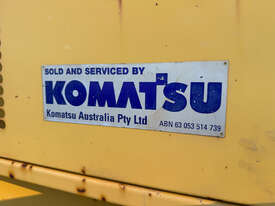 SOLD AND SERVICED BY
KOMATSU
Komatsu Australia Pty Ltd
ABN 63 053 514 739